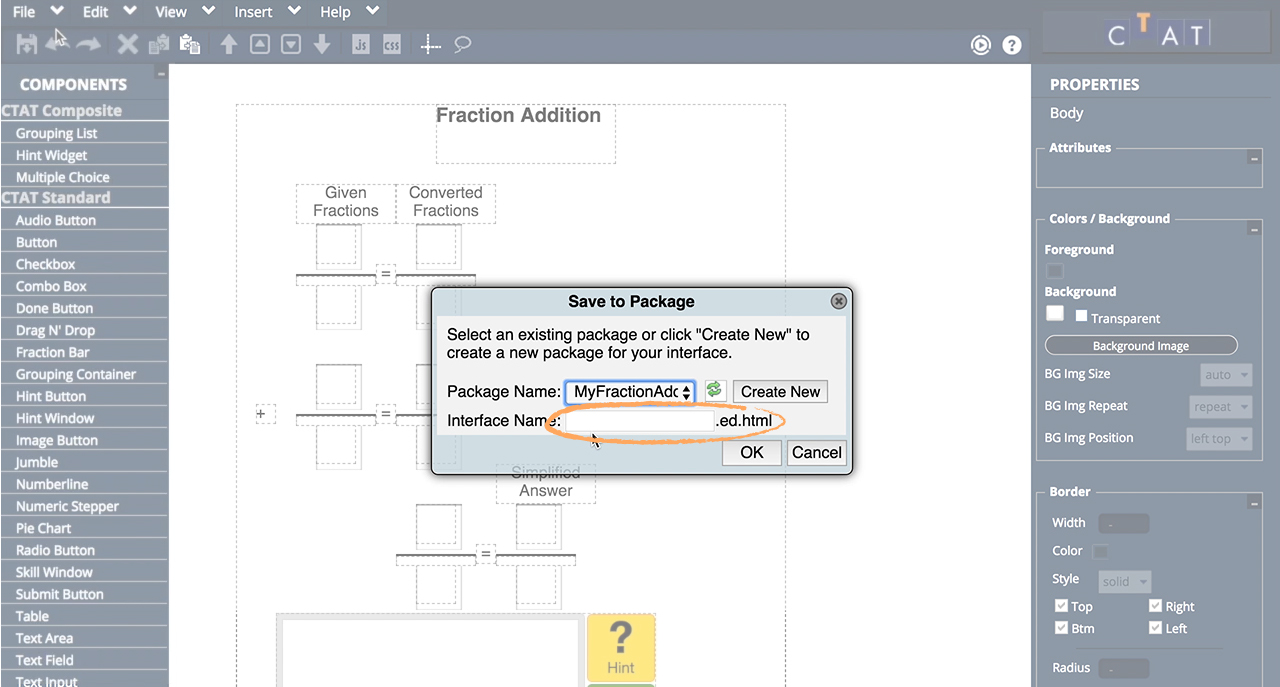 File Edit View Insert Help
Js css ?
CTAT
COMPONENTS
CTAT Composite
Grouping List
Hint Widget
Multiple Choice
CTAT Standard
Audio Button
Button
Checkbox
Combo Box
Done Button
Drag N' Drop
Fraction Bar
Grouping Container
Hint Button
Hint Window
Image Button
Jumble
Numberline
Numeric Stepper
Pie Chart
Radio Button
Skill Window
Submit Button
Table
Text Area
Text Field
Text Input
Fraction Addition
Given
Fractions
Converted
Fractions
=
+
=
Simplified
Answer
=
?
Hint
Save to Package
Select an existing package or click "Create New" to
create a new package for your interface.
Package Name: MyFractionAdd Create New
Interface Name: .ed.html
OK Cancel
PROPERTIES
Body
Attributes
Colors / Background
Foreground
Background
Transparent
Background Image
BG Img Size auto
BG Img Repeat repeat
BG Img Position left top
Border
Width -
Color
Style solid
Top Right
Btm Left
Radius -